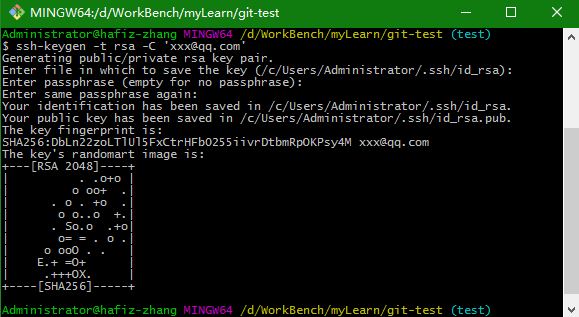 MINGW64:/d/WorkBench/myLearn/git-test
Administrator@hafiz-zhang MINGW64 /d/WorkBench/myLearn/git-test (test)
$ ssh-keygen -t rsa -C 'xxx@qq.com'
Generating public/private rsa key pair.
Enter file in which to save the key (/c/Users/Administrator/.ssh/id_rsa):
Enter passphrase (empty for no passphrase):
Enter same passphrase again:
Your identification has been saved in /c/Users/Administrator/.ssh/id_rsa.
Your public key has been saved in /c/Users/Administrator/.ssh/id_rsa.pub.
The key fingerprint is:
SHA256:DbLn22zoLTlUl5FxCtrHFbO255iivrDtbmRpOKPsy4M xxx@qq.com
The key's randomart image is:
+---[RSA 2048]----+
|          . .o+o |
|         o oo+  .|
|      . o . +o  .|
|       o o..o  +.|
|      . So.o  .+o|
|       o= = . o .|
|     o ooO . .   |
|    E.+ =O+      |
|     .+++OX.     |
+----[SHA256]-----+
Administrator@hafiz-zhang MINGW64 /d/WorkBench/myLearn/git-test (test)